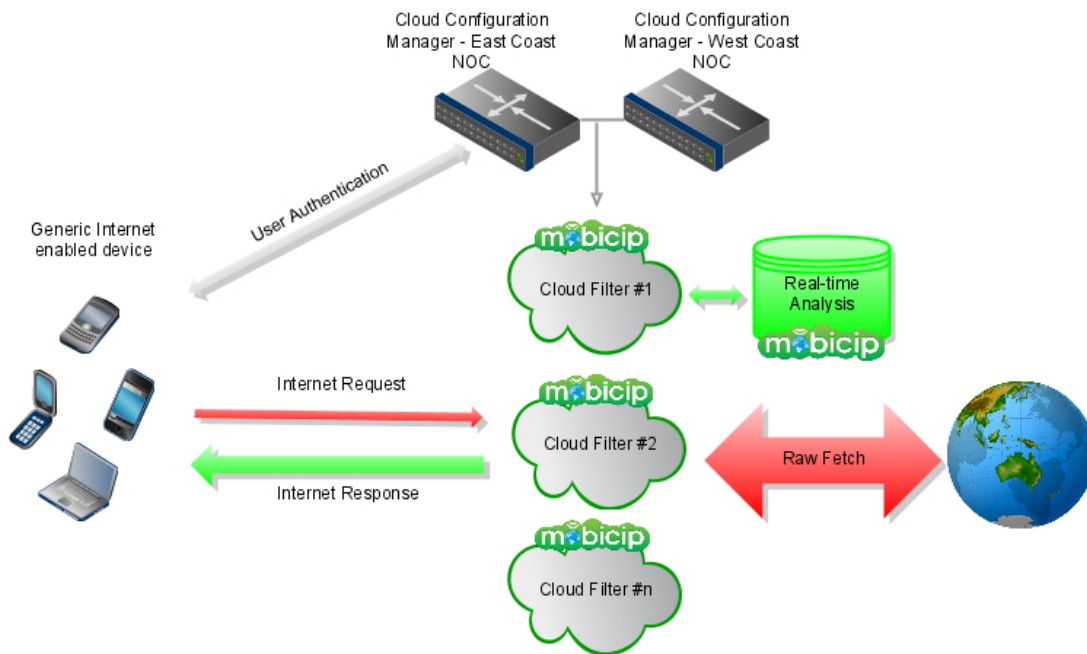 Cloud Configuration
Manager - East Coast
NOC
Cloud Configuration
Manager - West Coast
NOC
User Authentication
Generic Internet
enabled device
mobicip
Cloud Filter #1
Real-time
Analysis
mobicip
Internet Request
mobicip
Cloud Filter #2
Raw Fetch
Internet Response
mobicip
Cloud Filter #n